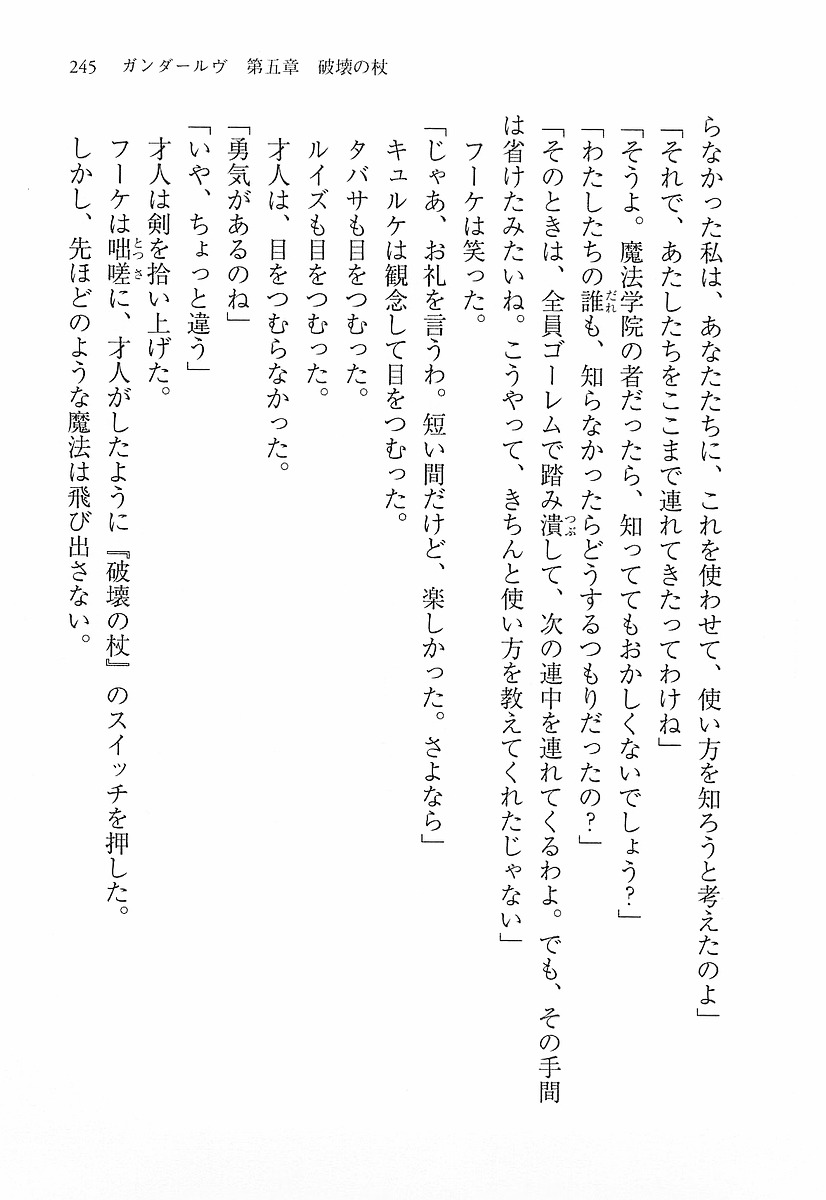 245　ガンダールヴ　第五章　破壊の杖
らなかった私は、あなたたちに、これを使わせて、使い方を知ろうと考えたのよ」
「それで、あたしたちをここまで連れてきたってわけね」
「そうよ。魔法学院の者だったら、知っててもおかしくないでしょう？」
「わたしたちの誰も、知らなかったらどうするつもりだったの？」
「そのときは、全員ゴーレムで踏み潰して、次の連中を連れてくるわよ。でも、その手間
は省けたみたいね。こうやって、きちんと使い方を教えてくれたじゃない」
　フーケは笑った。
「じゃあ、お礼を言うわ。短い間だけど、楽しかった。さよなら」
　キュルケは観念して目をつむった。
　タバサも目をつむった。
　ルイズも目をつむった。
　才人は、目をつむらなかった。
「勇気があるのね」
「いや、ちょっと違う」
　才人は剣を拾い上げた。
　フーケは咄嗟に、才人がしたように『破壊の杖』のスイッチを押した。
　しかし、先ほどのような魔法は飛び出さない。